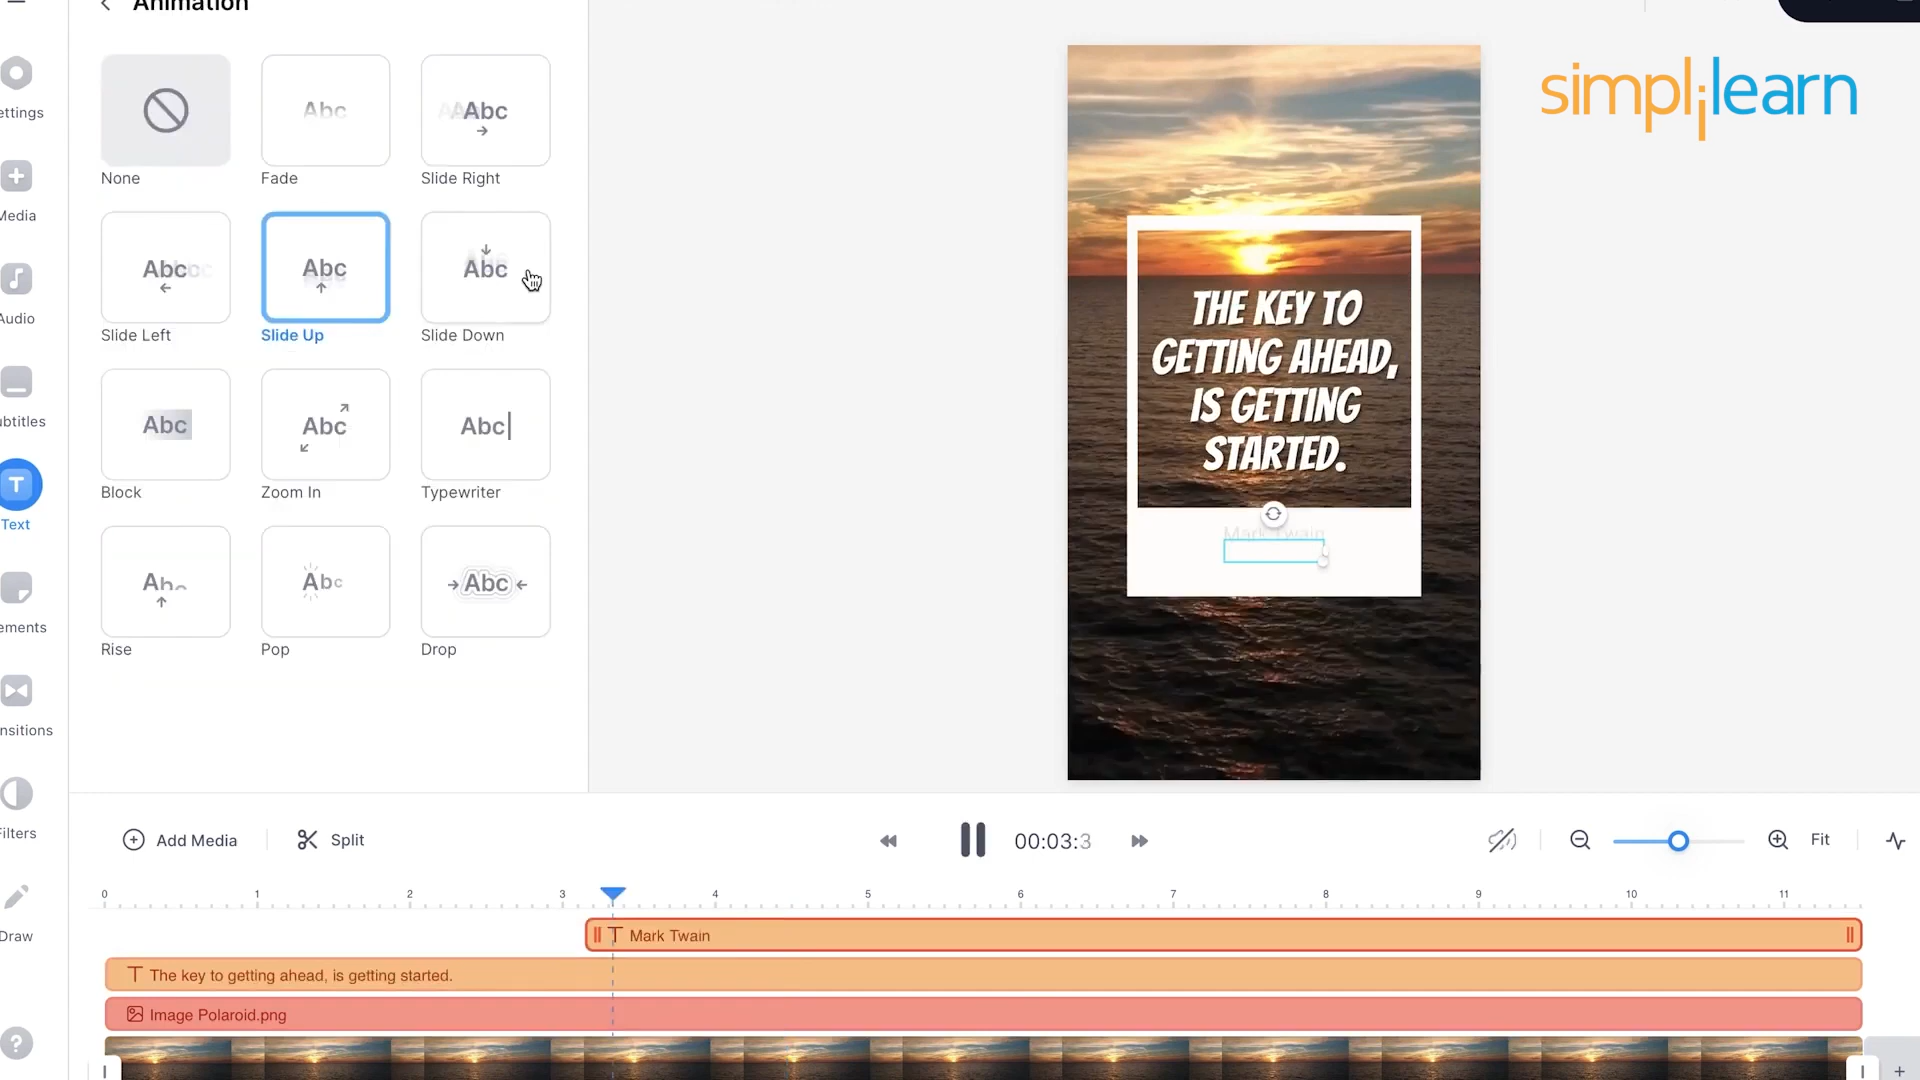 Animation
simplilearn
Abc
Abc
None
Fade
Slide Right
Abc
Abc
Abc
Slide Left
Slide Up
Slide Down
Abc
Abc
Abc
Block
Zoom In
Typewriter
Abc
Abc
Abc
Rise
Pop
Drop
ettings
Media
Audio
ubtitles
Text
ements
nsitions
Filters
Draw
THE KEY TO
GETTING AHEAD,
IS GETTING
STARTED.
Mark Twain
Add Media
Split
00:03:3
Fit
0 1 2 3 4 5 6 7 8 9 10 11
Mark Twain
The key to getting ahead, is getting started.
Image Polaroid.png